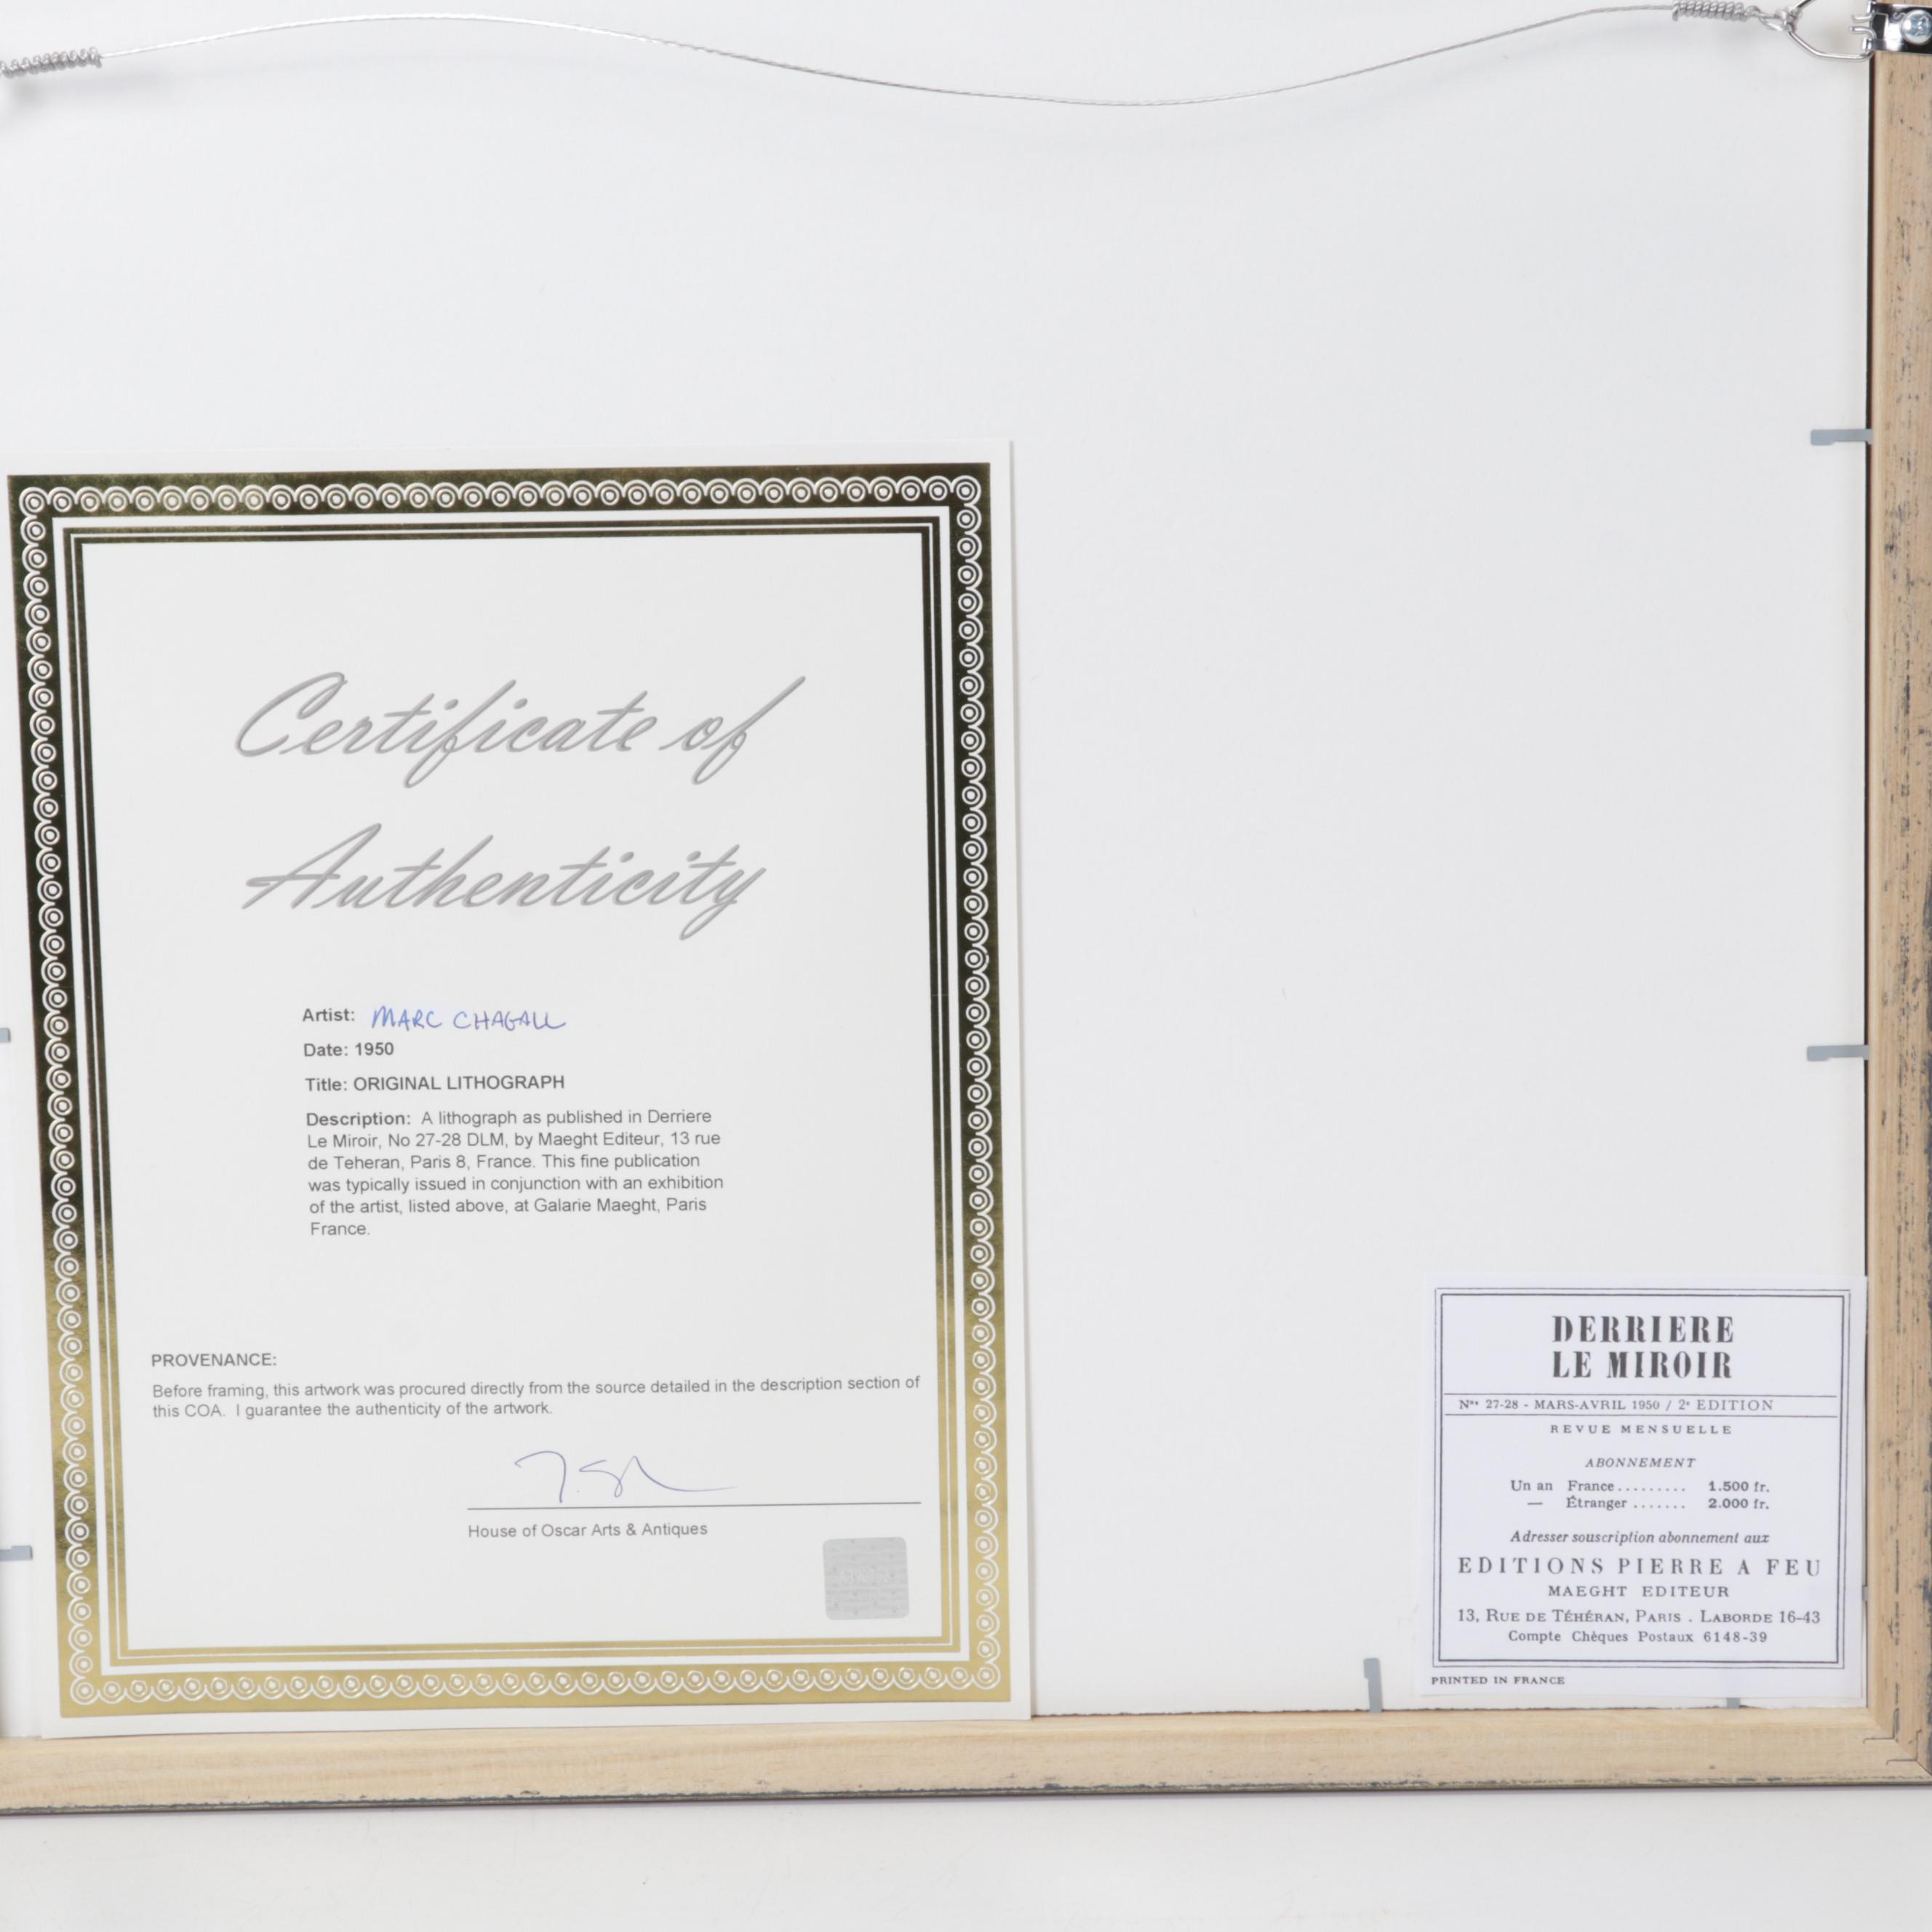 Certificate of
Authenticity
Artist: MARC CHAGALL
Date: 1950
Title: ORIGINAL LITHOGRAPH
Description: A lithograph as published in Derriere
Le Miroir, No 27-28 DLM, by Maeght Editeur, 13 rue
de Teheran, Paris 8, France. This fine publication
was typically issued in conjunction with an exhibition
of the artist, listed above, at Galarie Maeght, Paris
France.
PROVENANCE:
Before framing, this artwork was procured directly from the source detailed in the description section of
this COA. I guarantee the authenticity of the artwork.
House of Oscar Arts & Antiques
DERRIERE
LE MIROIR
Nos 27-28 - MARS-AVRIL 1950 / 2e EDITION
REVUE MENSUELLE
ABONNEMENT
Un an France......... 1.500 fr.
— Étranger ....... 2.000 fr.
Adresser souscription abonnement aux
EDITIONS PIERRE A FEU
MAEGHT EDITEUR
13, RUE DE TÉHÉRAN, PARIS . LABORDE 16-43
Compte Chèques Postaux 6148-39
PRINTED IN FRANCE